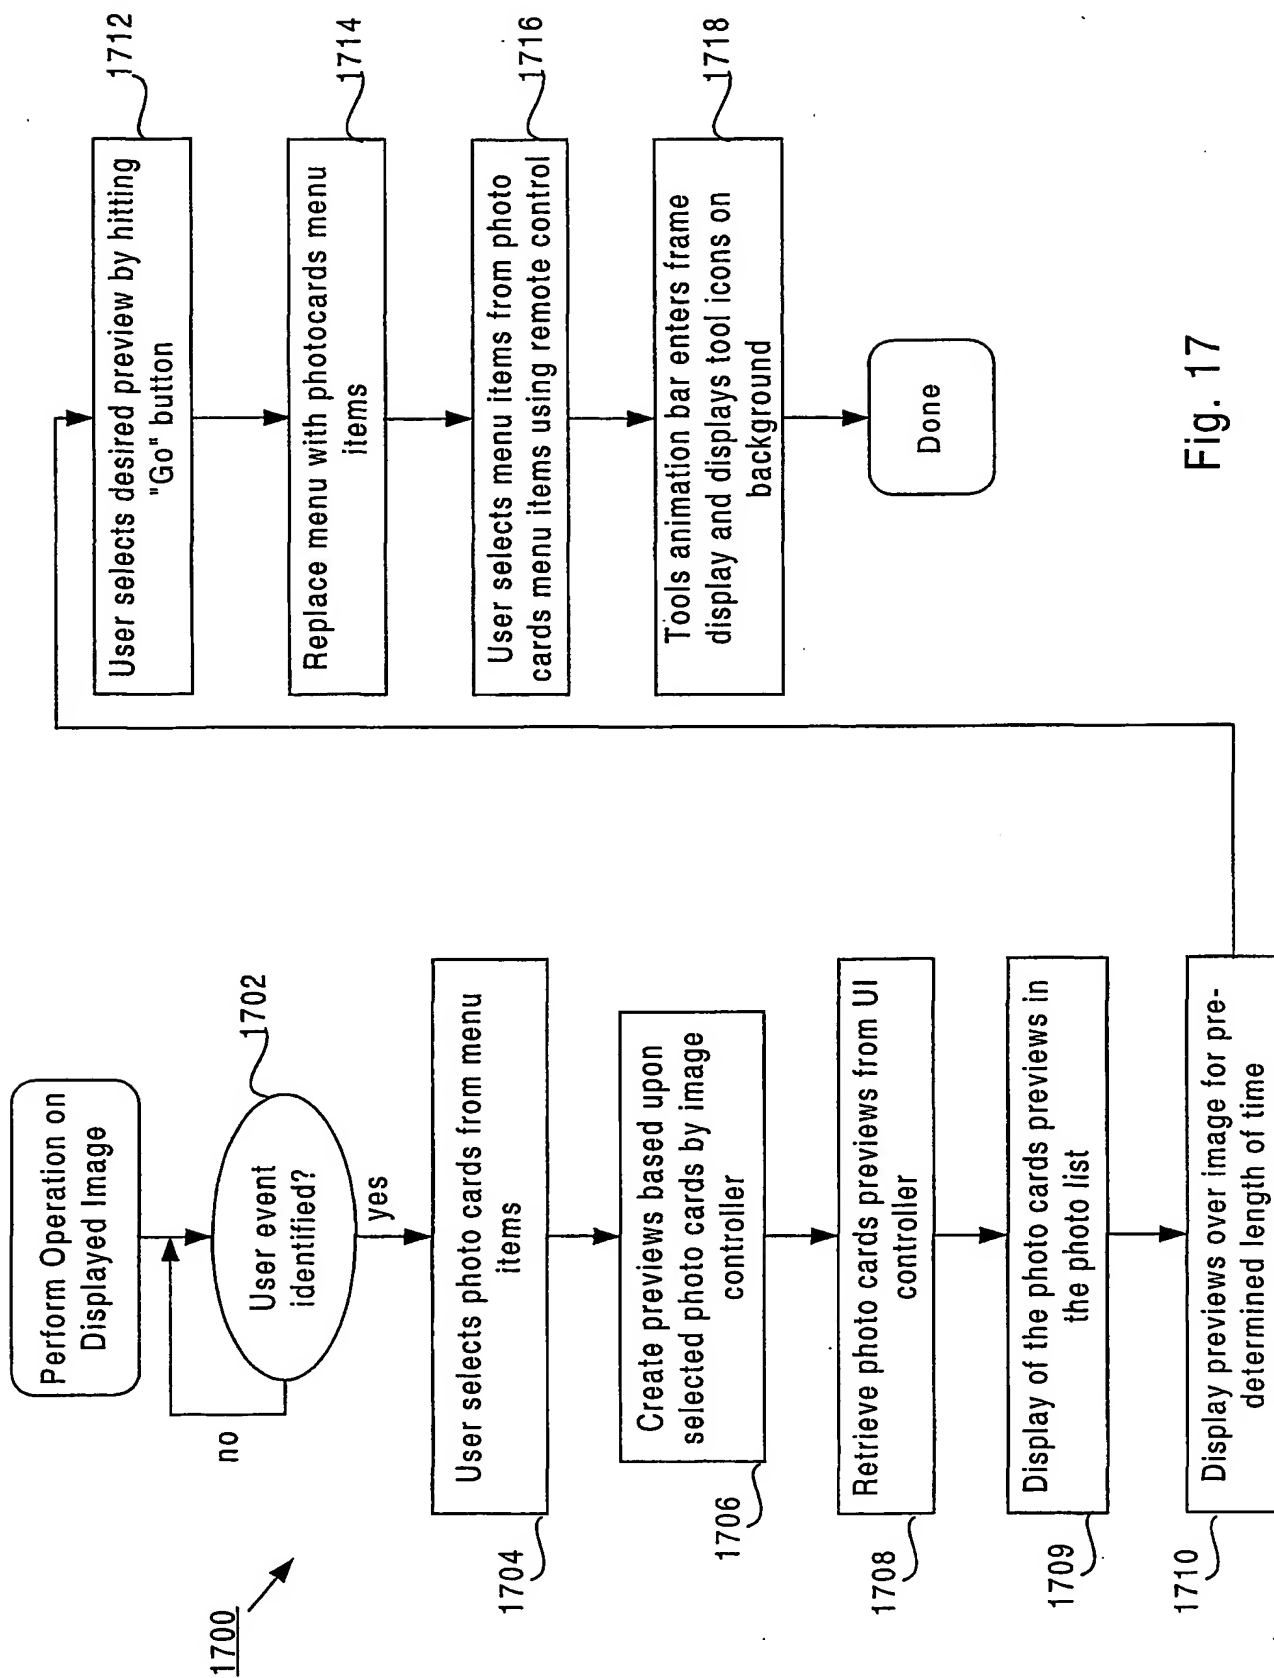 1700
Perform Operation on
Displayed Image
no
User event
identified?
1702
yes
1704
User selects photo cards from menu
items
1706
Create previews based upon
selected photo cards by image
controller
1708
Retrieve photo cards previews from UI
controller
1709
Display of the photo cards previews in
the photo list
1710
Display previews over image for pre-
determined length of time
1712
User selects desired preview by hitting
"Go" button
1714
Replace menu with photocards menu
items
1716
User selects menu items from photo
cards menu items using remote control
1718
Tools animation bar enters frame
display and displays tool icons on
background
Done
Fig. 17